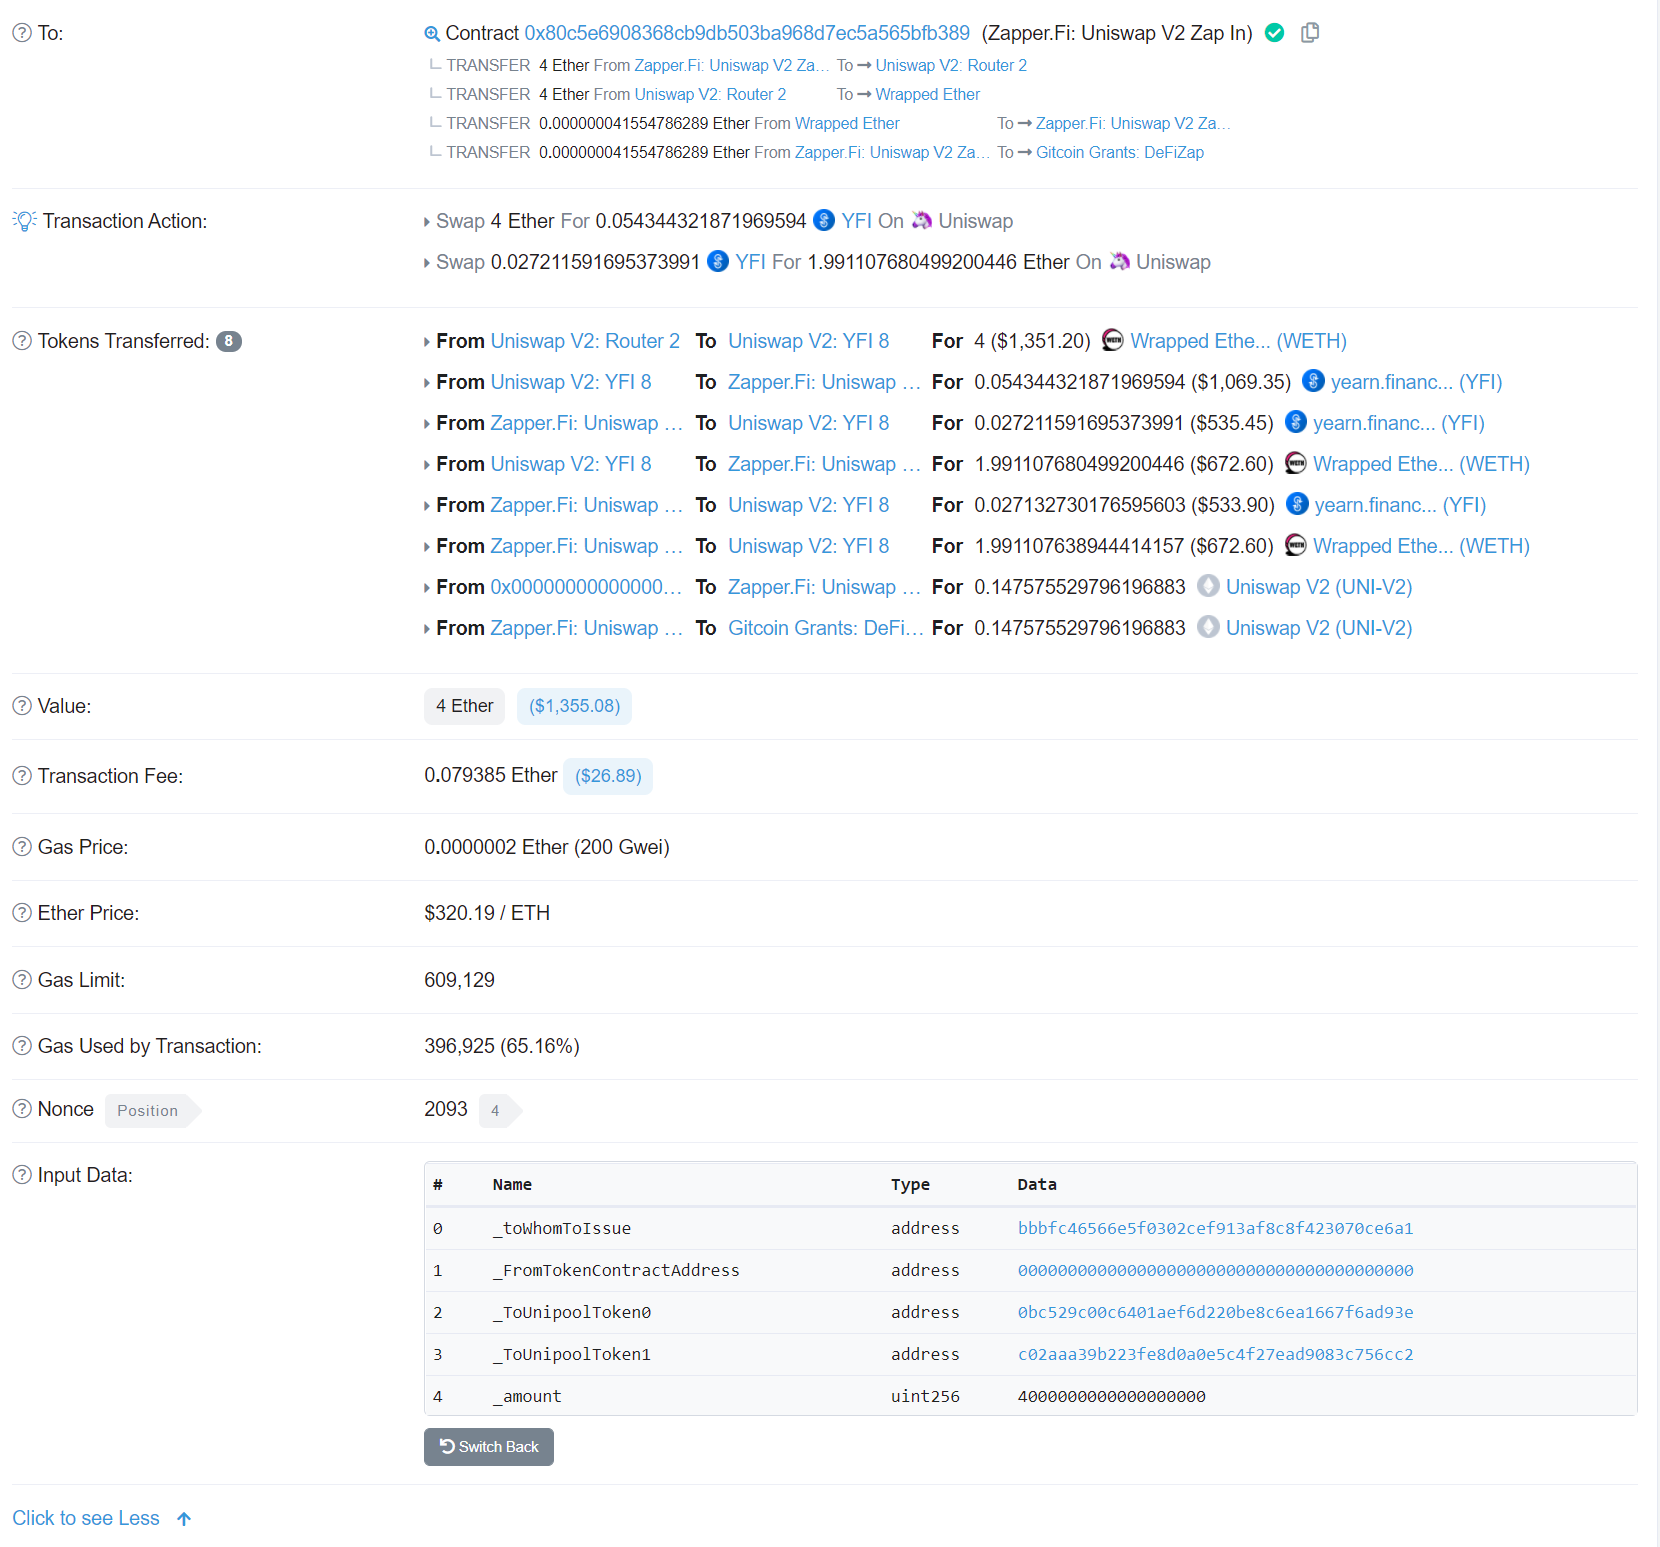 To: Contract 0x80c5e6908368cb9db503ba968d7ec5a565bfb389 (Zapper.Fi: Uniswap V2 Zap In)
TRANSFER 4 Ether From Zapper.Fi: Uniswap V2 Za... To → Uniswap V2: Router 2
TRANSFER 4 Ether From Uniswap V2: Router 2 To → Wrapped Ether
TRANSFER 0.000000041554786289 Ether From Wrapped Ether To → Zapper.Fi: Uniswap V2 Za...
TRANSFER 0.000000041554786289 Ether From Zapper.Fi: Uniswap V2 Za... To → Gitcoin Grants: DeFiZap
Transaction Action: Swap 4 Ether For 0.054344321871969594 YFI On Uniswap
Swap 0.027211591695373991 YFI For 1.991107680499200446 Ether On Uniswap
Tokens Transferred: 8 From Uniswap V2: Router 2 To Uniswap V2: YFI 8 For 4 ($1,351.20) Wrapped Ethe... (WETH)
From Uniswap V2: YFI 8 To Zapper.Fi: Uniswap ... For 0.054344321871969594 ($1,069.35) yearn.financ... (YFI)
From Zapper.Fi: Uniswap ... To Uniswap V2: YFI 8 For 0.027211591695373991 ($535.45) yearn.financ... (YFI)
From Uniswap V2: YFI 8 To Zapper.Fi: Uniswap ... For 1.991107680499200446 ($672.60) Wrapped Ethe... (WETH)
From Zapper.Fi: Uniswap ... To Uniswap V2: YFI 8 For 0.027132730176595603 ($533.90) yearn.financ... (YFI)
From Zapper.Fi: Uniswap ... To Uniswap V2: YFI 8 For 1.991107638944414157 ($672.60) Wrapped Ethe... (WETH)
From 0x00000000000000... To Zapper.Fi: Uniswap ... For 0.147575529796196883 Uniswap V2 (UNI-V2)
From Zapper.Fi: Uniswap ... To Gitcoin Grants: DeFi... For 0.147575529796196883 Uniswap V2 (UNI-V2)
Value: 4 Ether ($1,355.08)
Transaction Fee: 0.079385 Ether ($26.89)
Gas Price: 0.0000002 Ether (200 Gwei)
Ether Price: $320.19 / ETH
Gas Limit: 609,129
Gas Used by Transaction: 396,925 (65.16%)
Nonce Position 2093 4
Input Data:
# Name Type Data
0 _toWhomToIssue address bbbfc46566e5f0302cef913af8c8f423070ce6a1
1 _FromTokenContractAddress address 0000000000000000000000000000000000000000
2 _ToUnipoolToken0 address 0bc529c00c6401aef6d220be8c6ea1667f6ad93e
3 _ToUnipoolToken1 address c02aaa39b223fe8d0a0e5c4f27ead9083c756cc2
4 _amount uint256 4000000000000000000
Switch Back
Click to see Less ↑